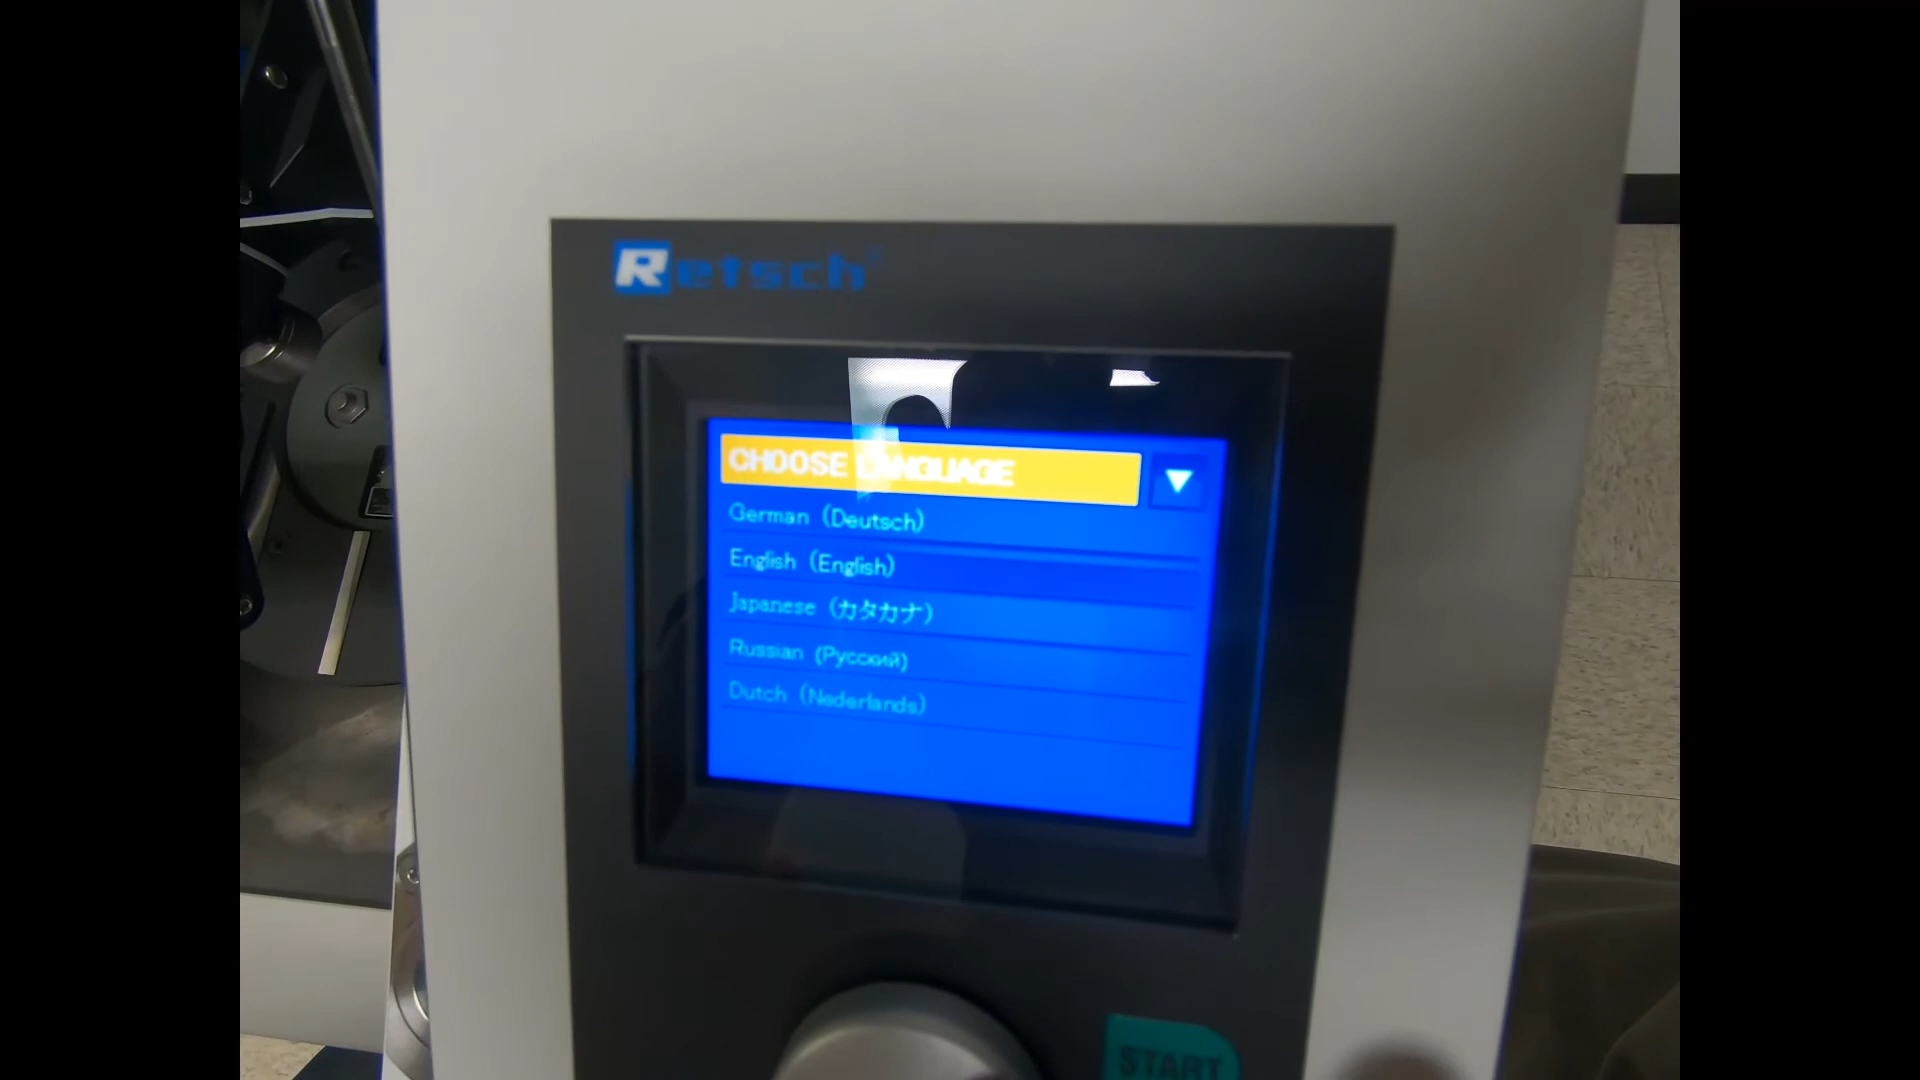 Retsch
CHOOSE LANGUAGE
German (Deutsch)
English (English)
Japanese (カタカナ)
Russian (Русский)
Dutch (Nederlands)
START